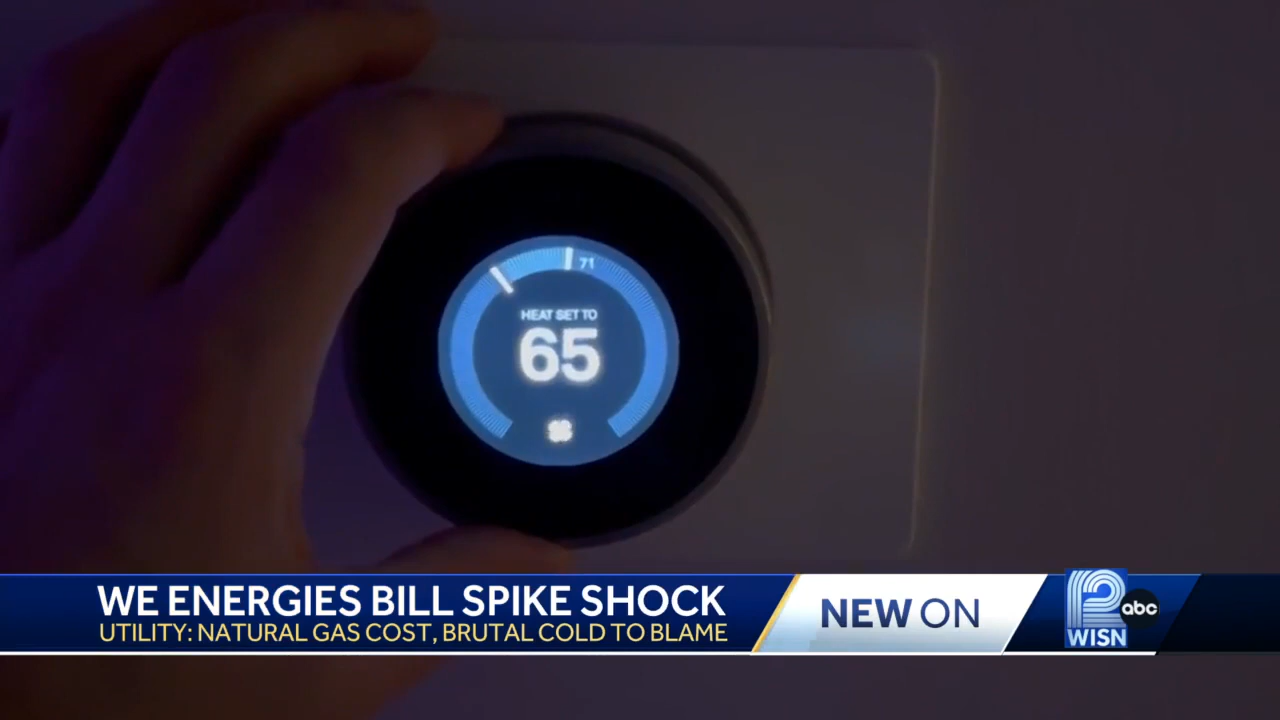 71
HEAT SET TO
65
WE ENERGIES BILL SPIKE SHOCK
UTILITY: NATURAL GAS COST, BRUTAL COLD TO BLAME
NEW ON
12
abc
WISN